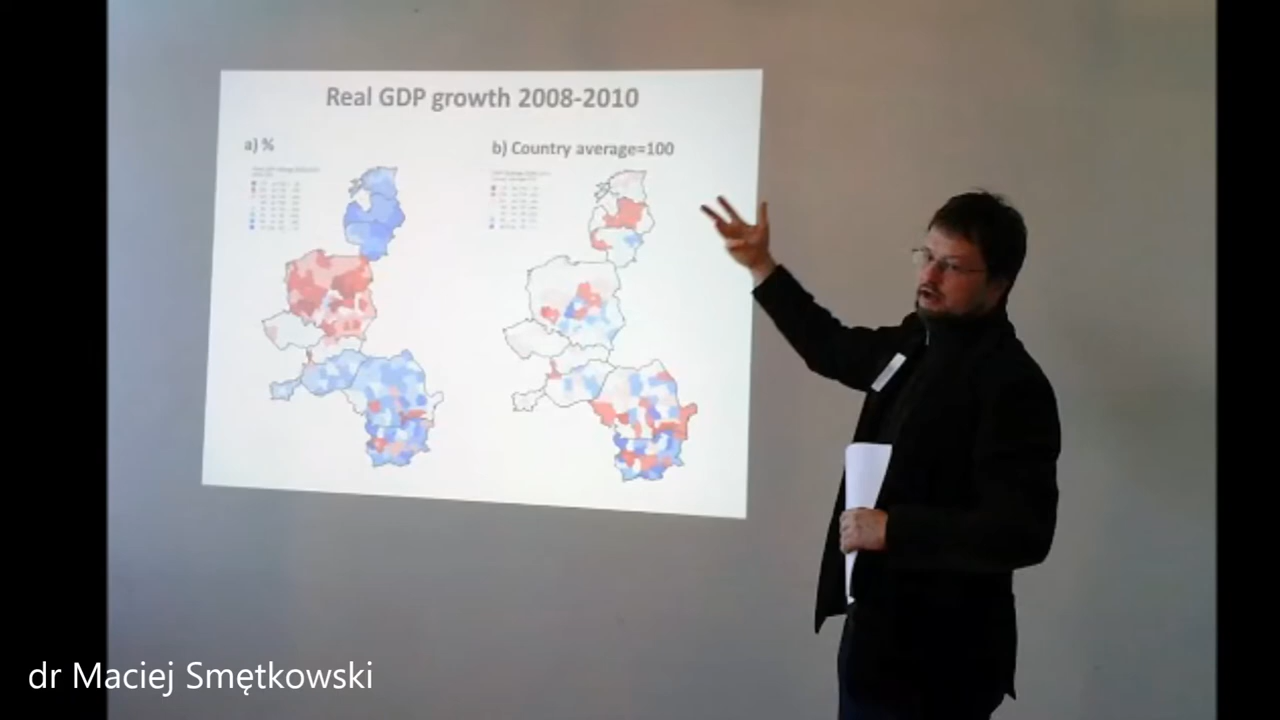 Real GDP growth 2008-2010
a) %
b) Country average=100
dr Maciej Smętkowski